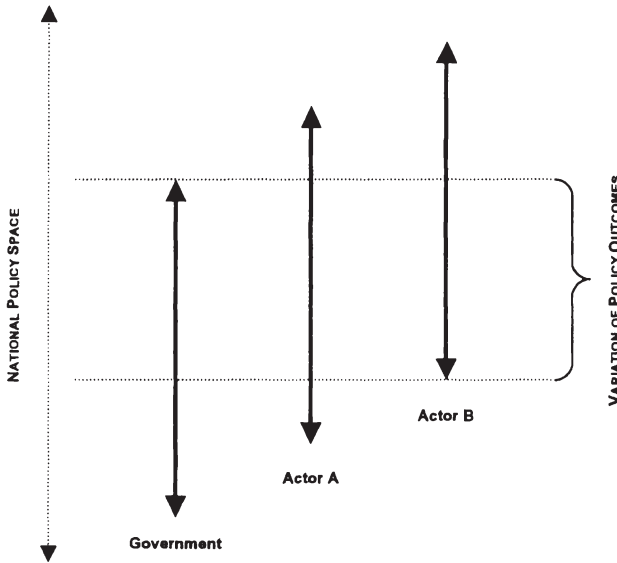 NATIONAL POLICY SPACE
Government
Actor A
Actor B
VARIATION OF POLICY OUTCOMES